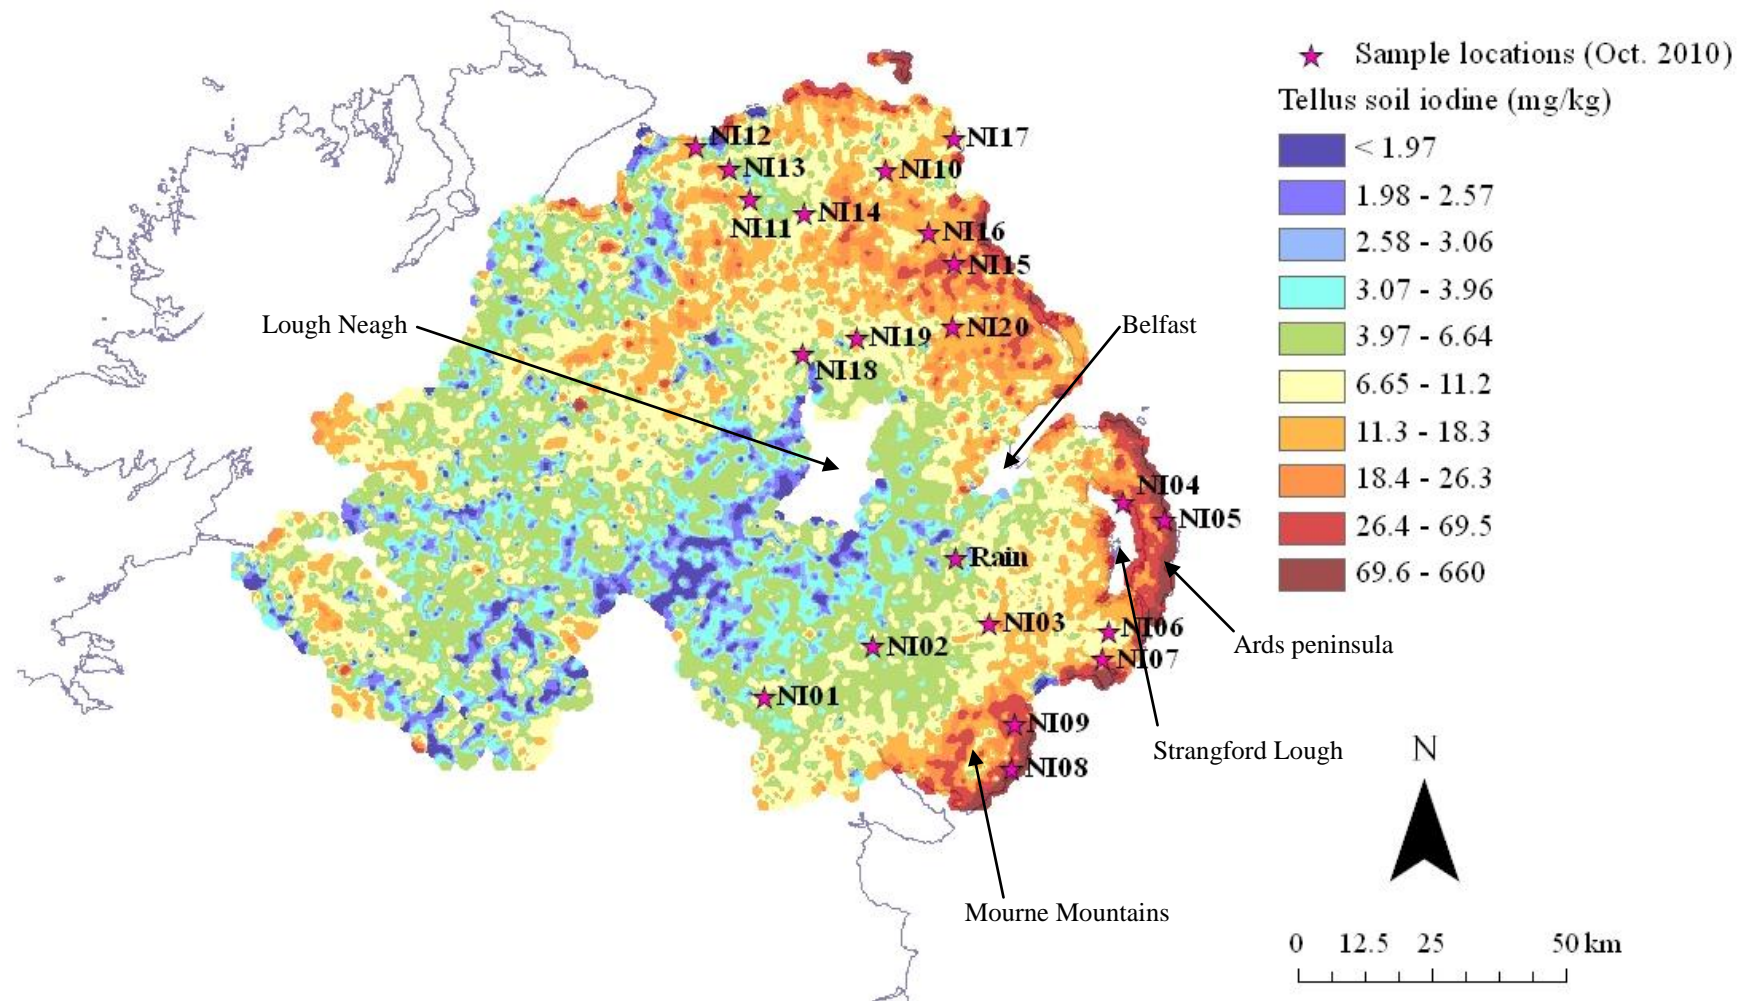 Sample locations (Oct. 2010)
Tellus soil iodine (mg/kg)
< 1.97
1.98 - 2.57
2.58 - 3.06
3.07 - 3.96
3.97 - 6.64
6.65 - 11.2
11.3 - 18.3
18.4 - 26.3
26.4 - 69.5
69.6 - 660
NI12
NI17
NI13
NI10
NI11
NI14
NI16
NI15
Lough Neagh
NI19
NI20
Belfast
NI18
NI04
NI05
Rain
NI03
NI06
NI02
NI07
Ards peninsula
NI01
NI09
Strangford Lough
NI08
N
Mourne Mountains
0 12.5 25 50 km